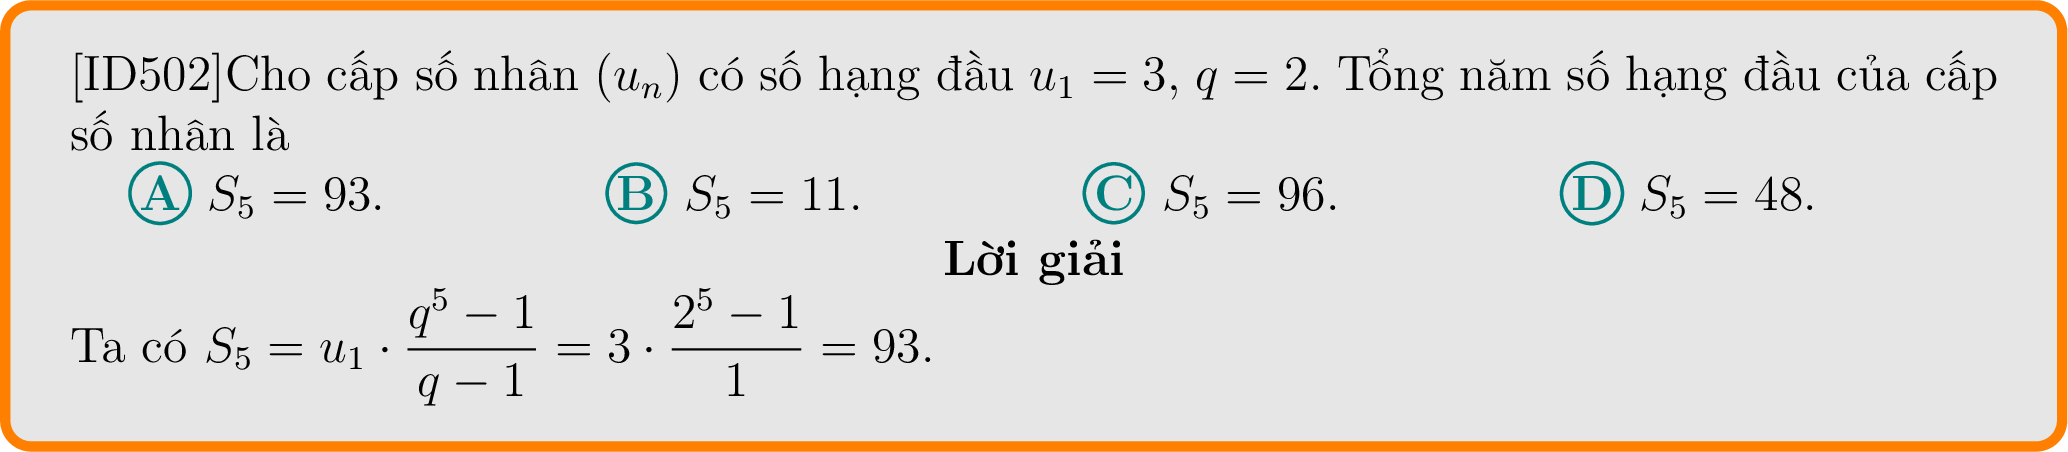 [ID502]Cho cấp số nhân $(u_n)$ có số hạng đầu $u_1 = 3$, $q = 2$. Tổng năm số hạng đầu của cấp
số nhân là
Ⓐ $S_5 = 93$. Ⓑ $S_5 = 11$. Ⓒ $S_5 = 96$. Ⓓ $S_5 = 48$.
Lời giải
Ta có $S_5 = u_1 \cdot \dfrac{q^5 - 1}{q - 1} = 3 \cdot \dfrac{2^5 - 1}{1} = 93$.